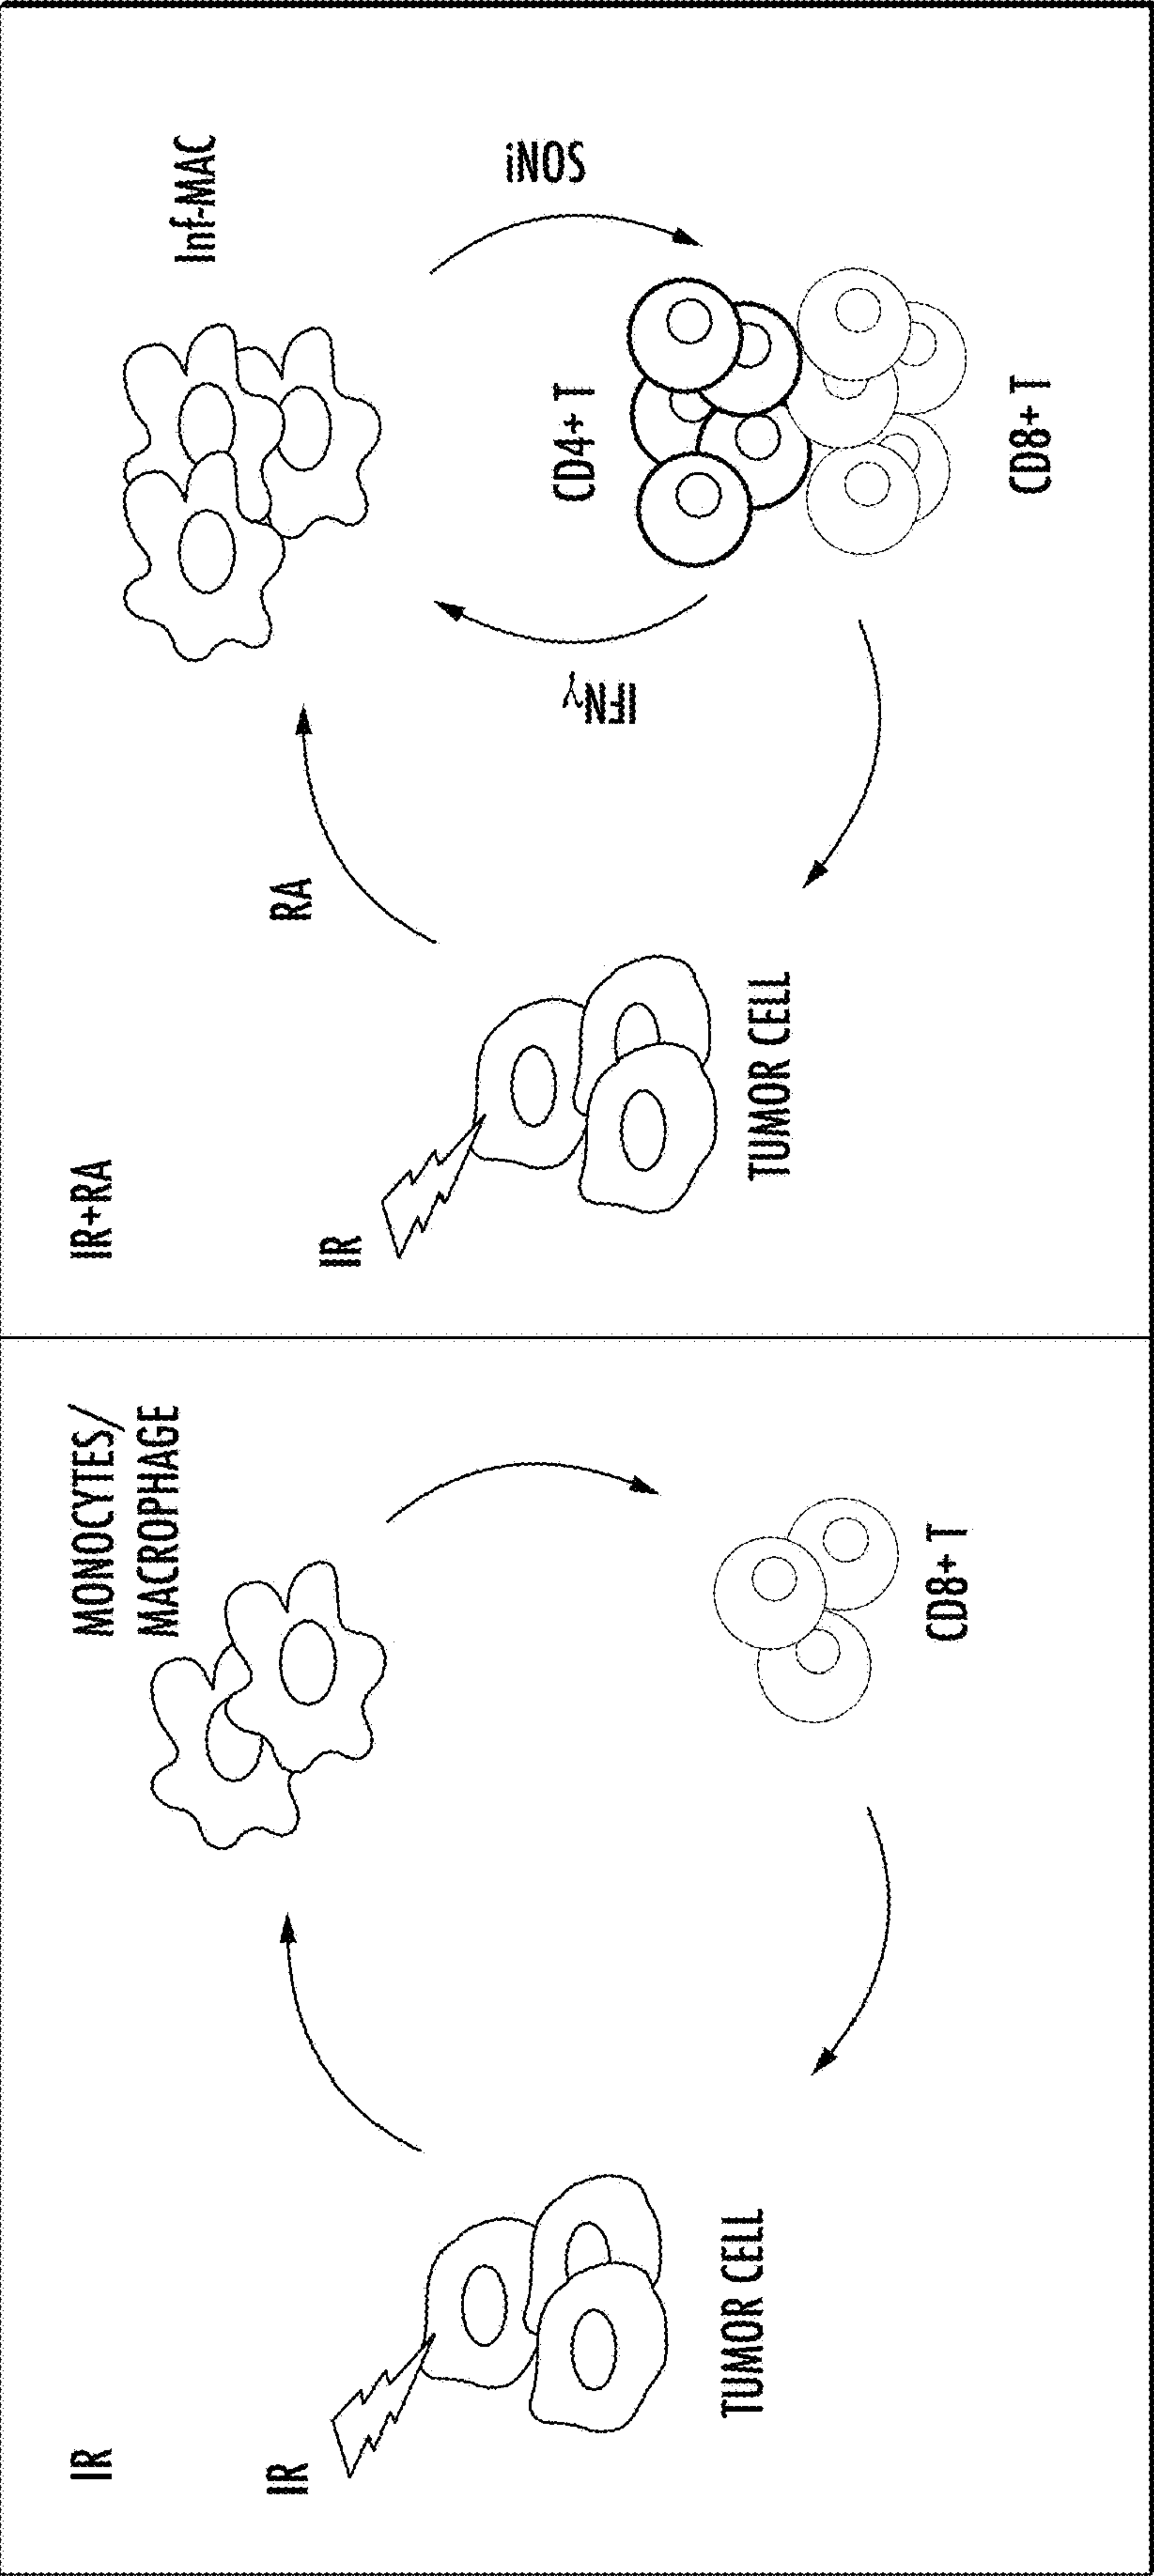 IR
MONOCYTES/
MACROPHAGE
IR
TUMOR CELL
CD8+ T
IR+RA
Inf-MAC
RA
IR
iNOS
IFNγ
CD4+ T
TUMOR CELL
CD8+ T